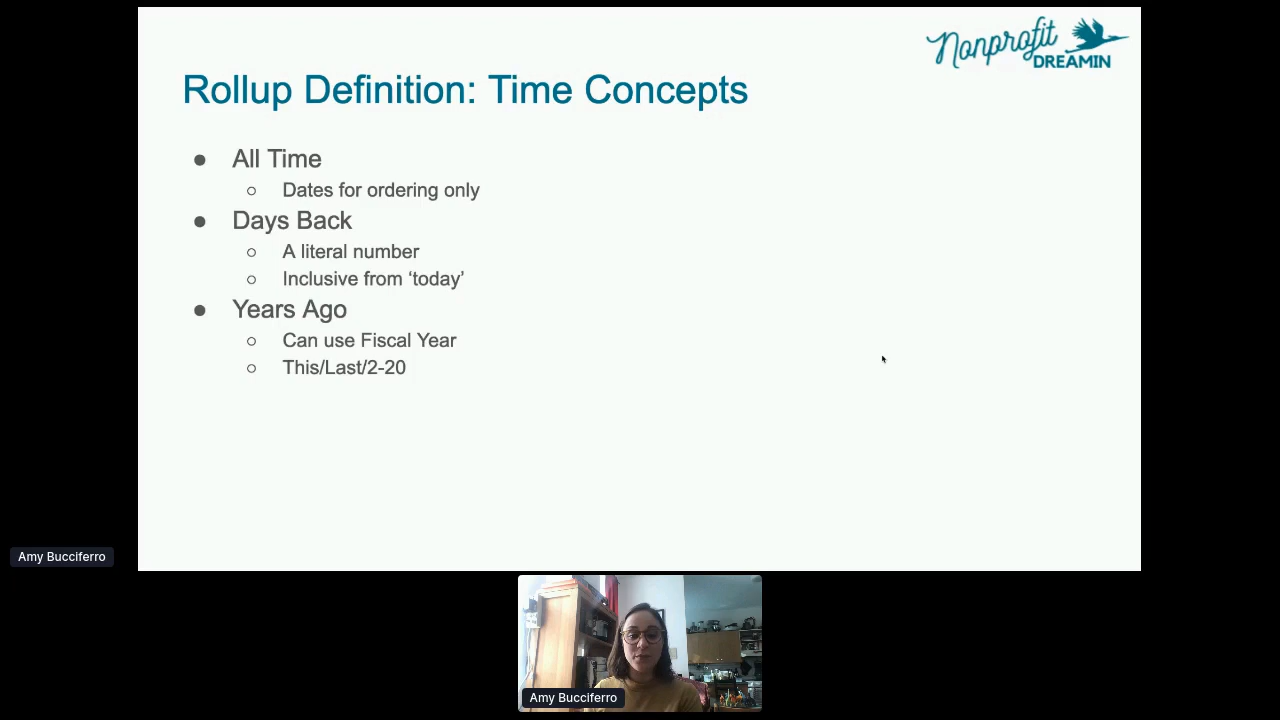 Nonprofit
DREAMIN
Rollup Definition: Time Concepts
● All Time
○ Dates for ordering only
● Days Back
○ A literal number
○ Inclusive from ‘today’
● Years Ago
○ Can use Fiscal Year
○ This/Last/2-20
Amy Bucciferro
Amy Bucciferro